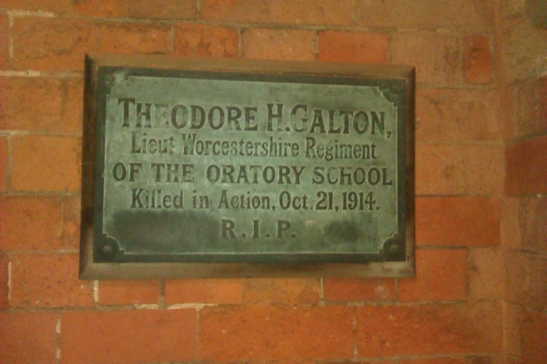 THEODORE H. GALTON,
LIEUT WORCESTERSHIRE REGIMENT
OF THE ORATORY SCHOOL,
KILLED IN ACTION, OCT. 21, 1914.
R.I.P.